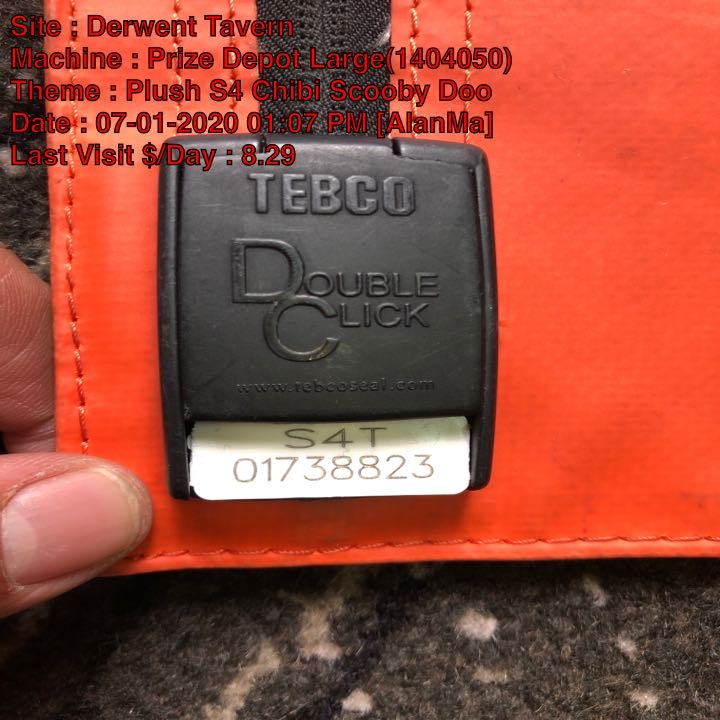 Site : Derwent Tavern
Machine : Prize Depot Large(1404050)
Theme : Plush S4 Chibi Scooby Doo
Date : 07-01-2020 01:07 PM [AlanMa]
Last Visit $/Day : 8.29
TEBCO
DOUBLE
CLICK
www.tebcoseal.com
S4T
01738823